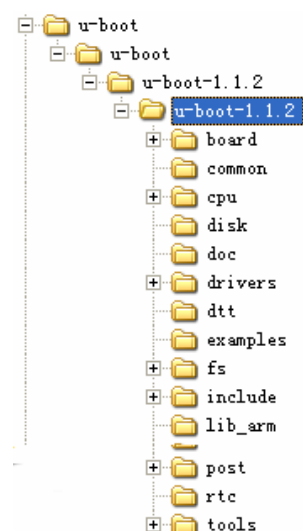 u-boot
u-boot
u-boot-1.1.2
u-boot-1.1.2
board
common
cpu
disk
doc
drivers
dtt
examples
fs
include
lib_arm
post
rtc
tools